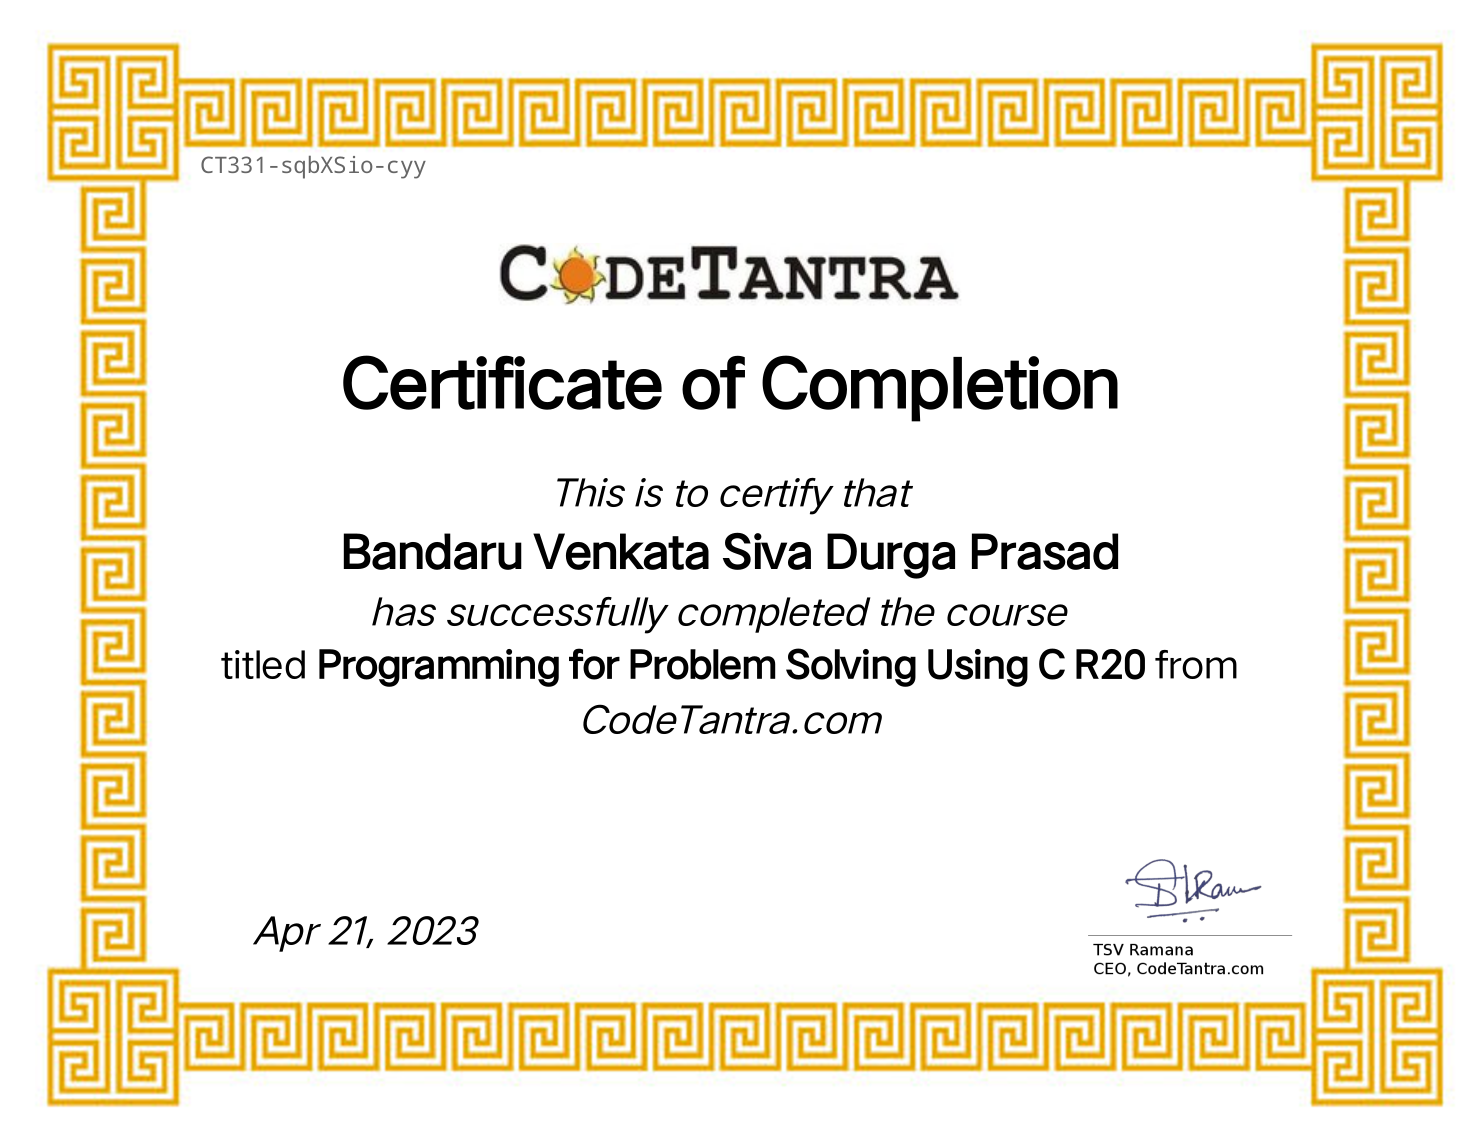 CT331-sqbXSio-cyy
CODETANTRA
Certificate of Completion
This is to certify that
Bandaru Venkata Siva Durga Prasad
has successfully completed the course
titled Programming for Problem Solving Using C R20 from
CodeTantra.com
Apr 21, 2023
TSV Ramana
CEO, CodeTantra.com